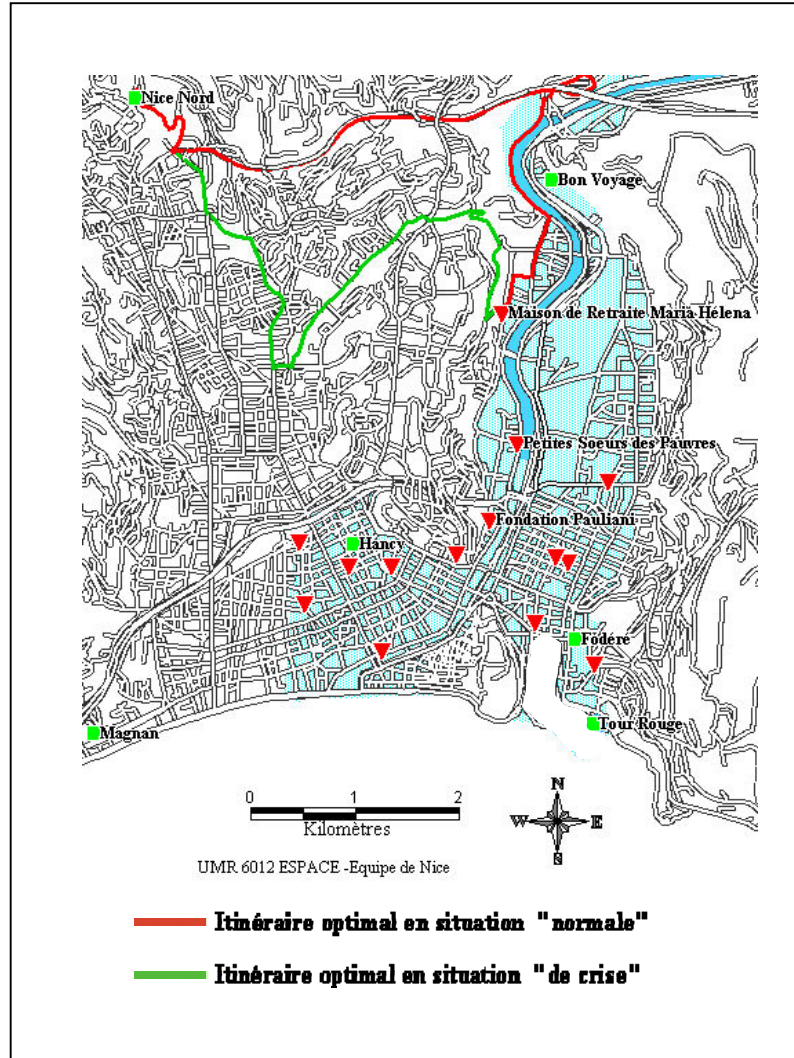 Nice Nord
Bon Voyage
Maison de Retraite Maria Hélena
Petites Soeurs des Pauvres
Fondation Pauliani
Hancy
Fodéré
Magnan
Tour Rouge
0 1 2
Kilomètres
N
W E
S
UMR 6012 ESPACE -Equipe de Nice
Itinéraire optimal en situation "normale"
Itinéraire optimal en situation "de crise"